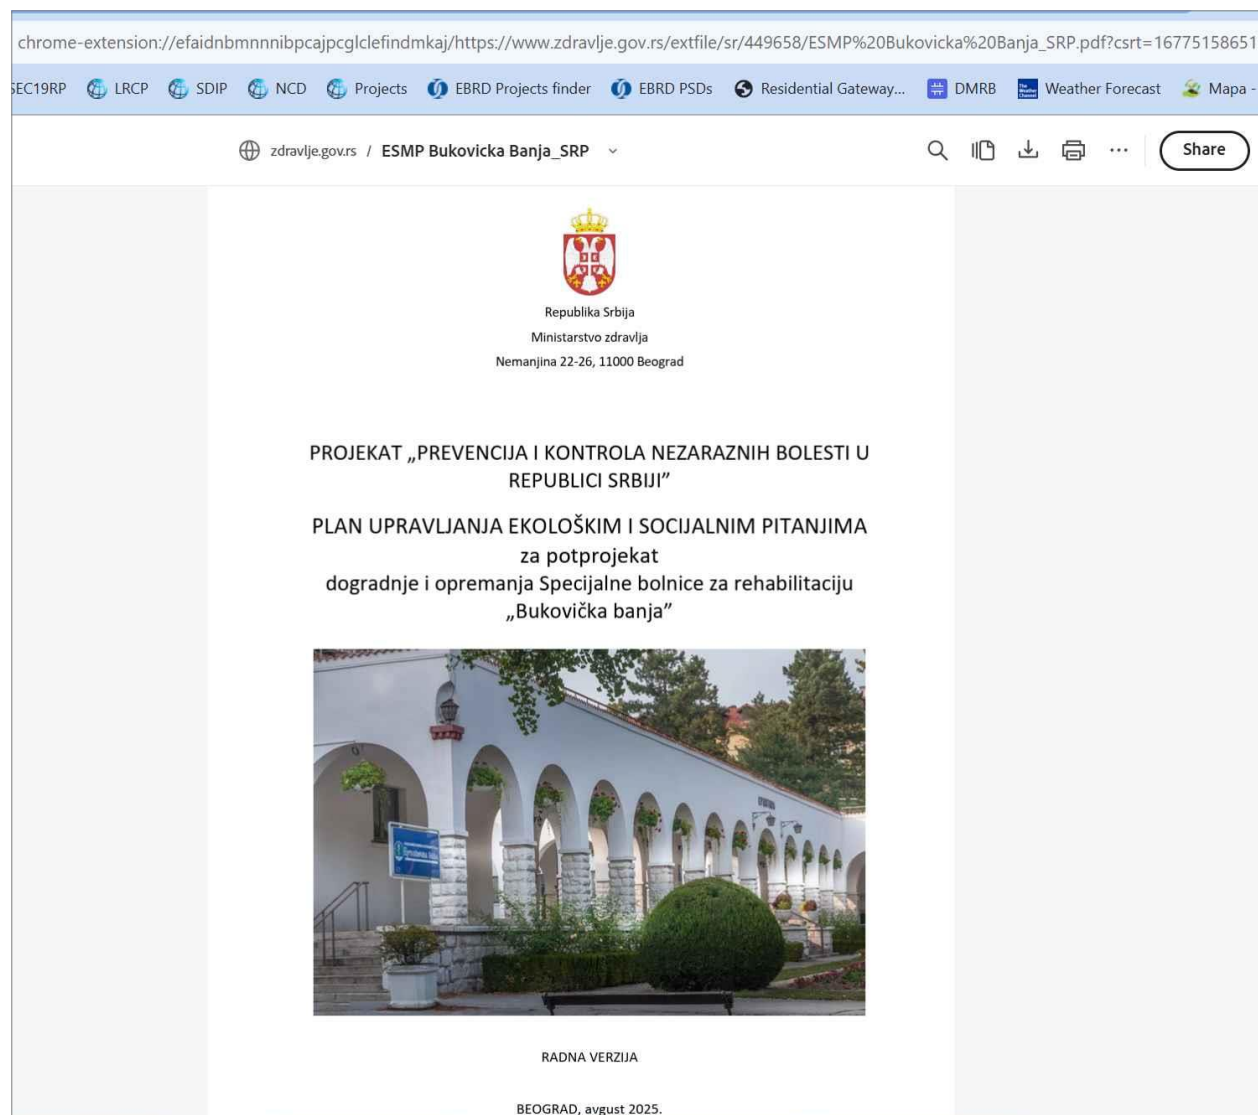 chrome-extension://efaidnbmnnnibpcajpcglclefindmkaj/https://www.zdravlje.gov.rs/extfile/sr/449658/ESMP%20Bukovicka%20Banja_SRP.pdf?csrt=16775158651
SEC19RP LRCP SDIP NCD Projects EBRD Projects finder EBRD PSDs Residential Gateway... DMRB Weather Forecast Mapa -
zdravlje.gov.rs / ESMP Bukovicka Banja_SRP ... Share
Republika Srbija
Ministarstvo zdravlja
Nemanjina 22-26, 11000 Beograd
PROJEKAT „PREVENCIJA I KONTROLA NEZARAZNIH BOLESTI U
REPUBLICI SRBIJI”
PLAN UPRAVLJANJA EKOLOŠKIM I SOCIJALNIM PITANJIMA
za potprojekat
dogradnje i opremanja Specijalne bolnice za rehabilitaciju
„Bukovička banja”
RADNA VERZIJA
BEOGRAD, avgust 2025.